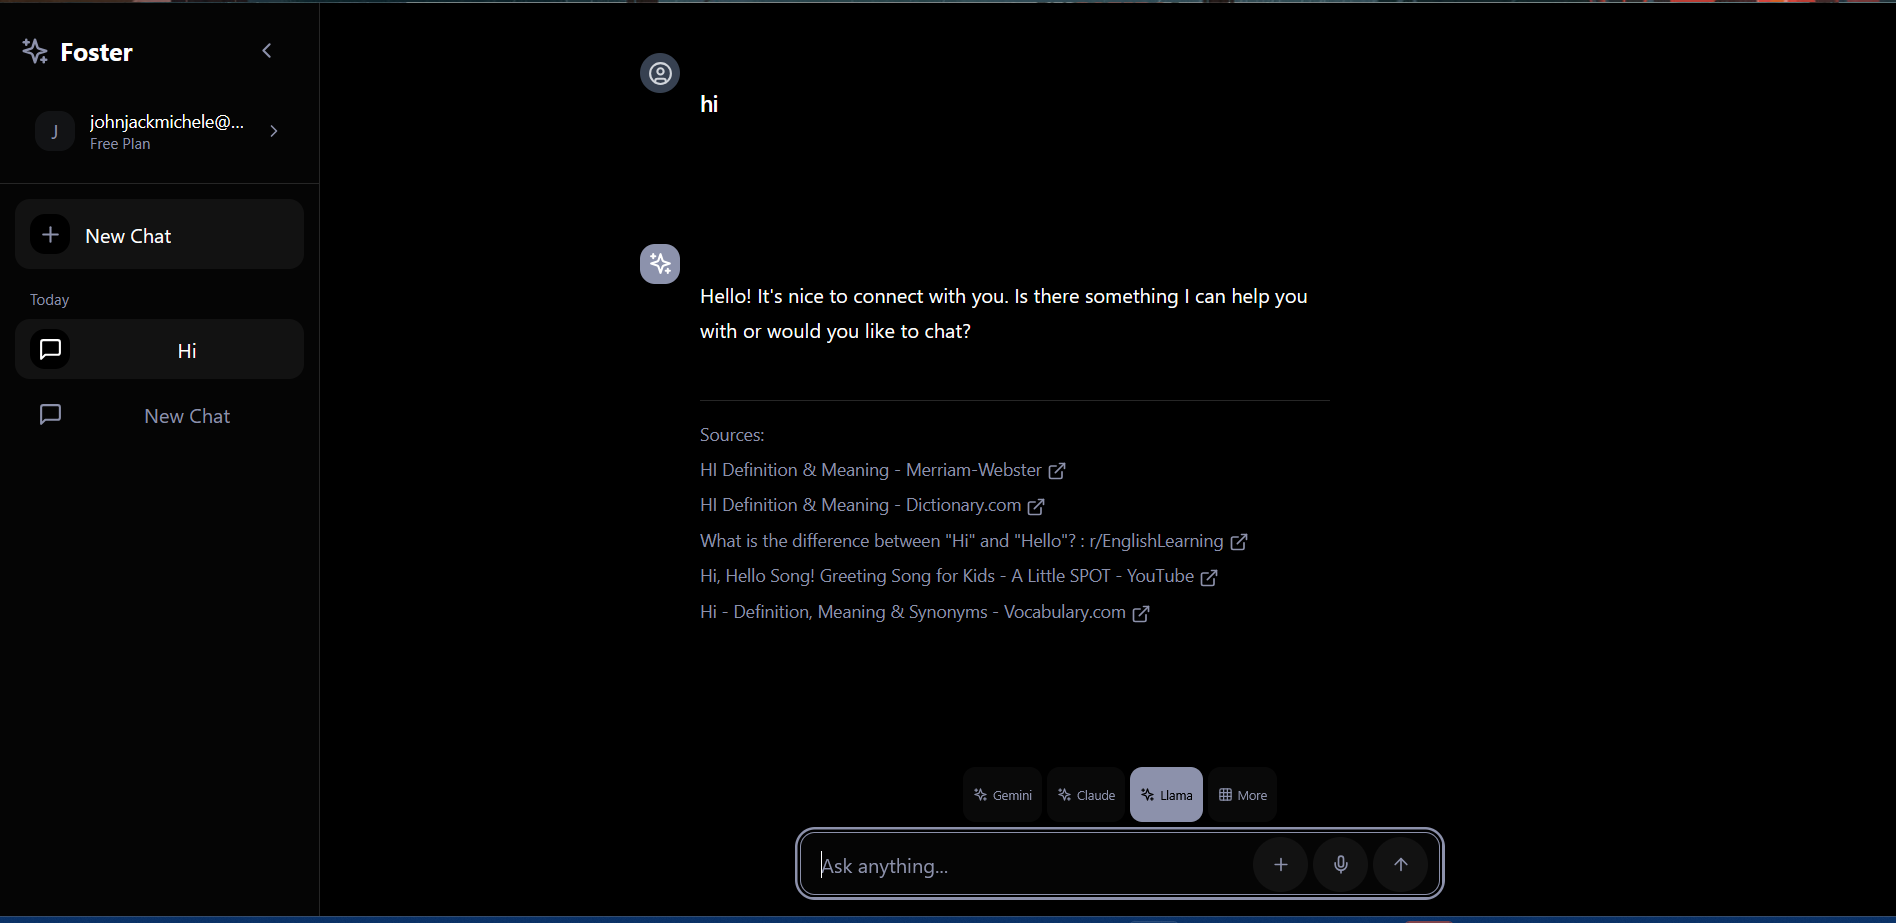 Foster
J
johnjackmichele@...
Free Plan
New Chat
Today
Hi
New Chat
hi
Hello! It's nice to connect with you. Is there something I can help you
with or would you like to chat?
Sources:
HI Definition & Meaning - Merriam-Webster
HI Definition & Meaning - Dictionary.com
What is the difference between "Hi" and "Hello"? : r/EnglishLearning
Hi, Hello Song! Greeting Song for Kids - A Little SPOT - YouTube
Hi - Definition, Meaning & Synonyms - Vocabulary.com
Gemini Claude Llama More
Ask anything...